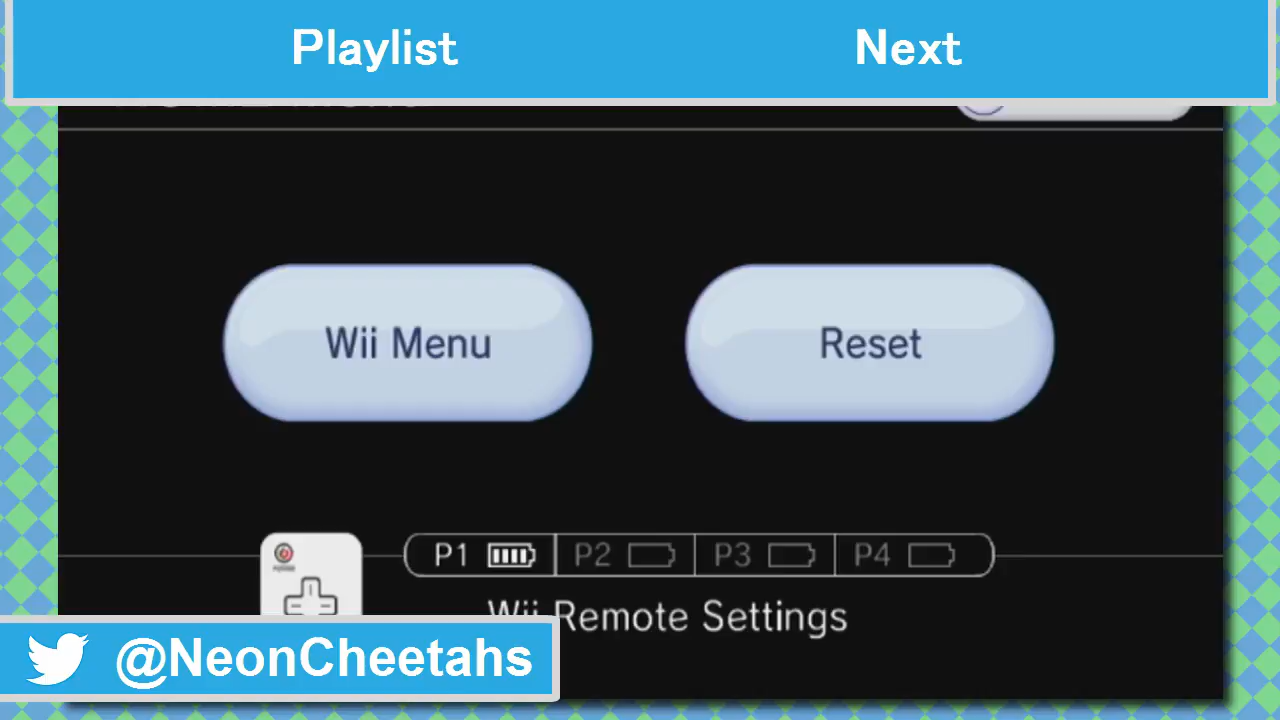 Playlist Next
Wii Menu Reset
P1 P2 P3 P4
Wii Remote Settings
@NeonCheetahs